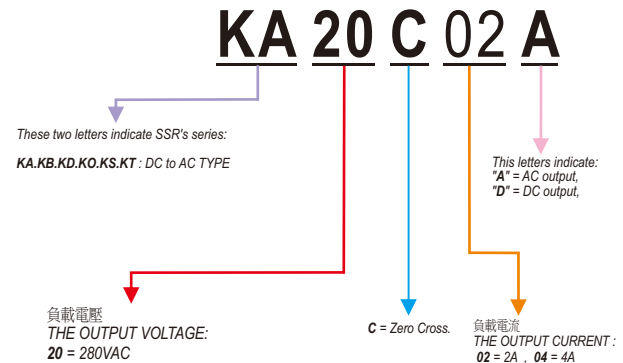 KA 20 C 02 A
These two letters indicate SSR's series:
KA.KB.KD.KO.KS.KT : DC to AC TYPE
This letters indicate:
"A" = AC output,
"D" = DC output,
負載電壓
THE OUTPUT VOLTAGE:
20 = 280VAC
C = Zero Cross.
負載電流
THE OUTPUT CURRENT :
02 = 2A , 04 = 4A